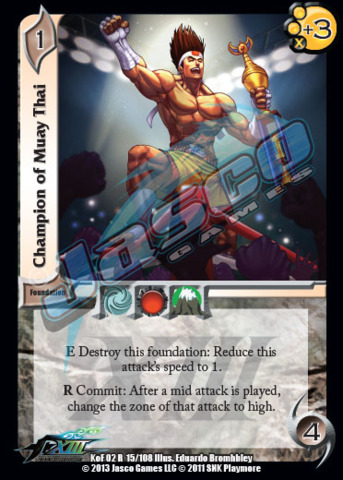 1
+3
X
Champion of Muay Thai
Jasco
GAMES
Foundation
E Destroy this foundation: Reduce this
attack's speed to 1.
R Commit: After a mid attack is played,
change the zone of that attack to high.
4
XIII
KoF 02 R 15/108 Illus. Eduardo Bromhbley
© 2013 Jasco Games LLC © 2011 SNK Playmore